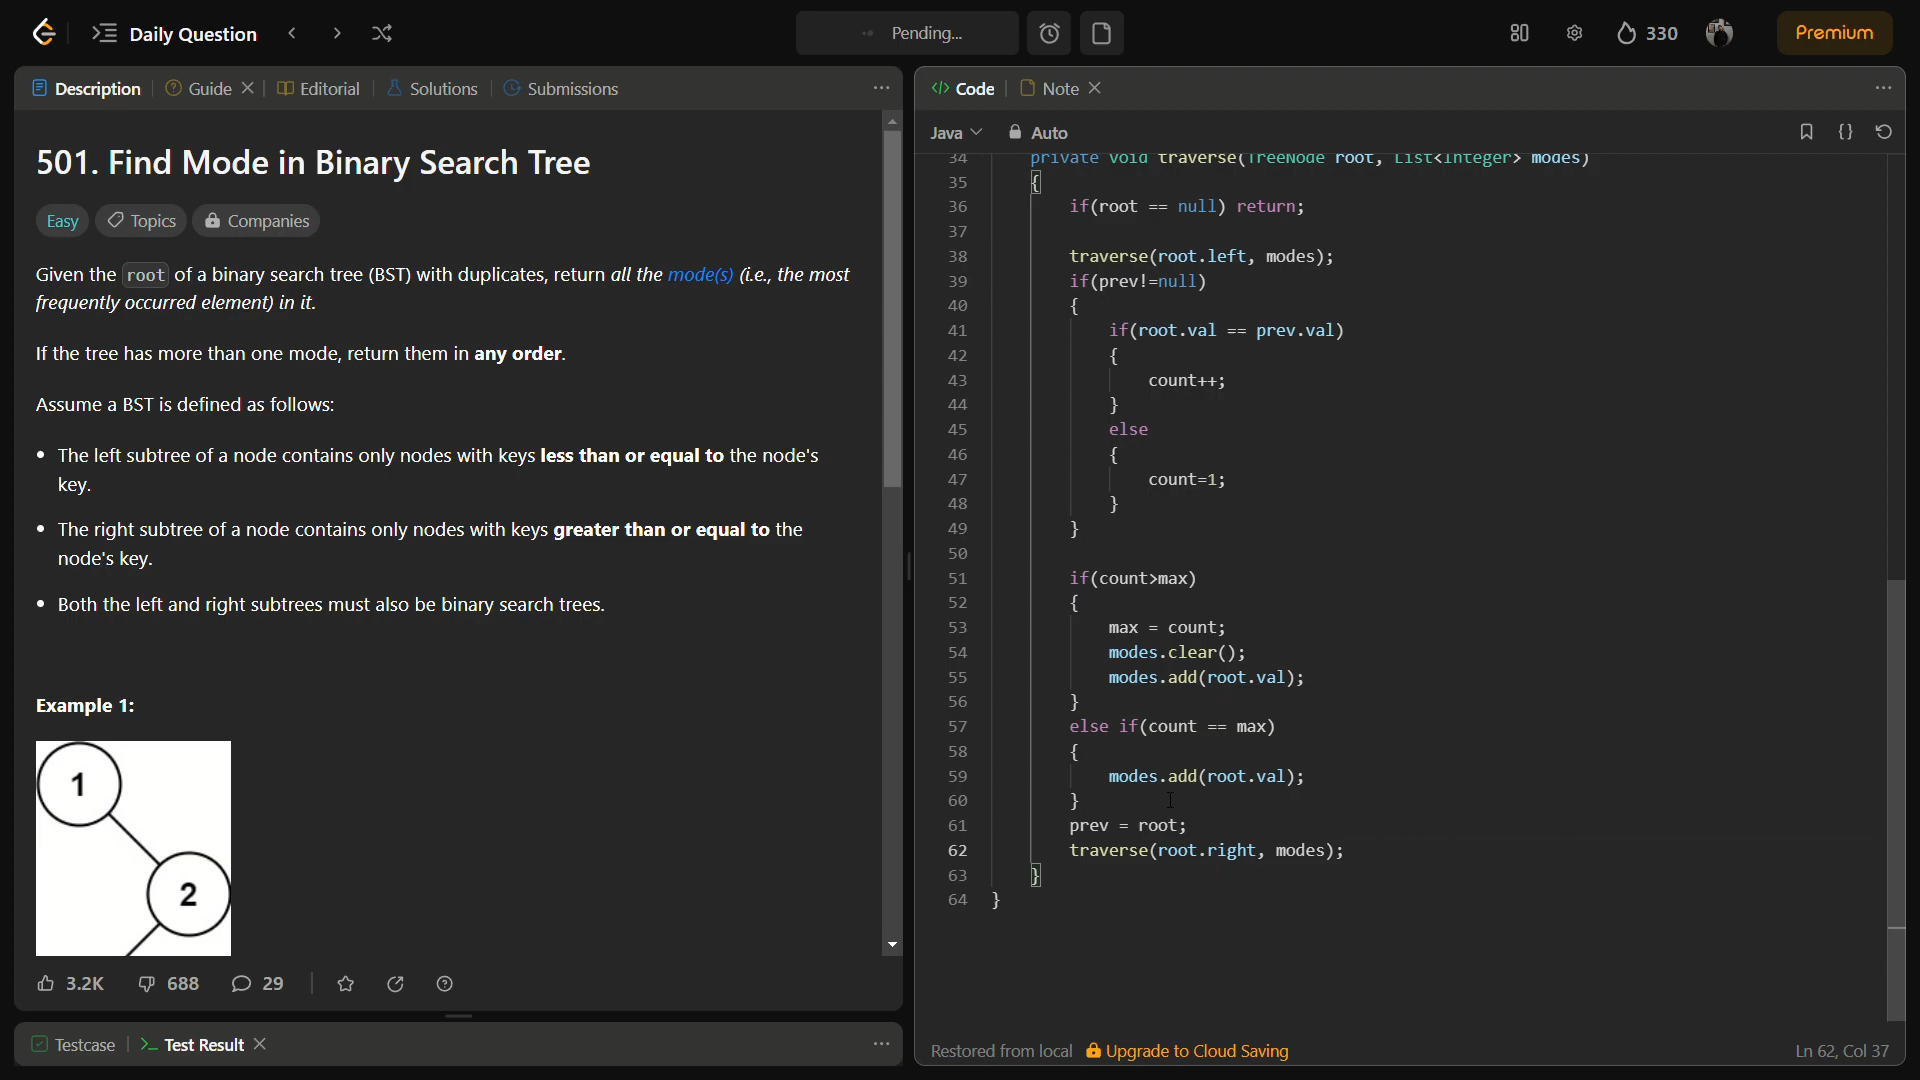 Daily Question
Pending...
330
Premium
Description
Guide
Editorial
Solutions
Submissions
501. Find Mode in Binary Search Tree
Easy
Topics
Companies
Given the root of a binary search tree (BST) with duplicates, return all the mode(s) (i.e., the most
frequently occurred element) in it.
If the tree has more than one mode, return them in any order.
Assume a BST is defined as follows:
• The left subtree of a node contains only nodes with keys less than or equal to the node's
key.
• The right subtree of a node contains only nodes with keys greater than or equal to the
node's key.
• Both the left and right subtrees must also be binary search trees.
Example 1:
1
2
3.2K
688
29
Testcase
Test Result
Code
Note
Java
Auto
34 private void traverse(TreeNode root, List<Integer> modes)
35 {
36 if(root == null) return;
37
38 traverse(root.left, modes);
39 if(prev!=null)
40 {
41 if(root.val == prev.val)
42 {
43 count++;
44 }
45 else
46 {
47 count=1;
48 }
49 }
50
51 if(count>max)
52 {
53 max = count;
54 modes.clear();
55 modes.add(root.val);
56 }
57 else if(count == max)
58 {
59 modes.add(root.val);
60 }
61 prev = root;
62 traverse(root.right, modes);
63 }
64 }
Restored from local
Upgrade to Cloud Saving
Ln 62, Col 37